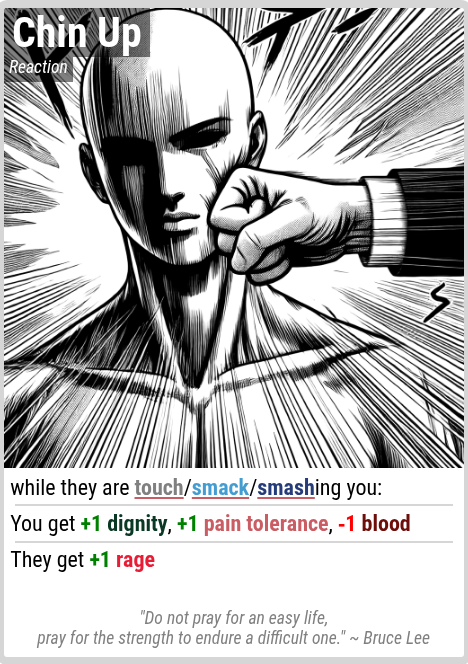 Chin Up
Reaction
while they are touch/smack/smashing you:
You get +1 dignity, +1 pain tolerance, -1 blood
They get +1 rage
"Do not pray for an easy life,
pray for the strength to endure a difficult one." ~ Bruce Lee